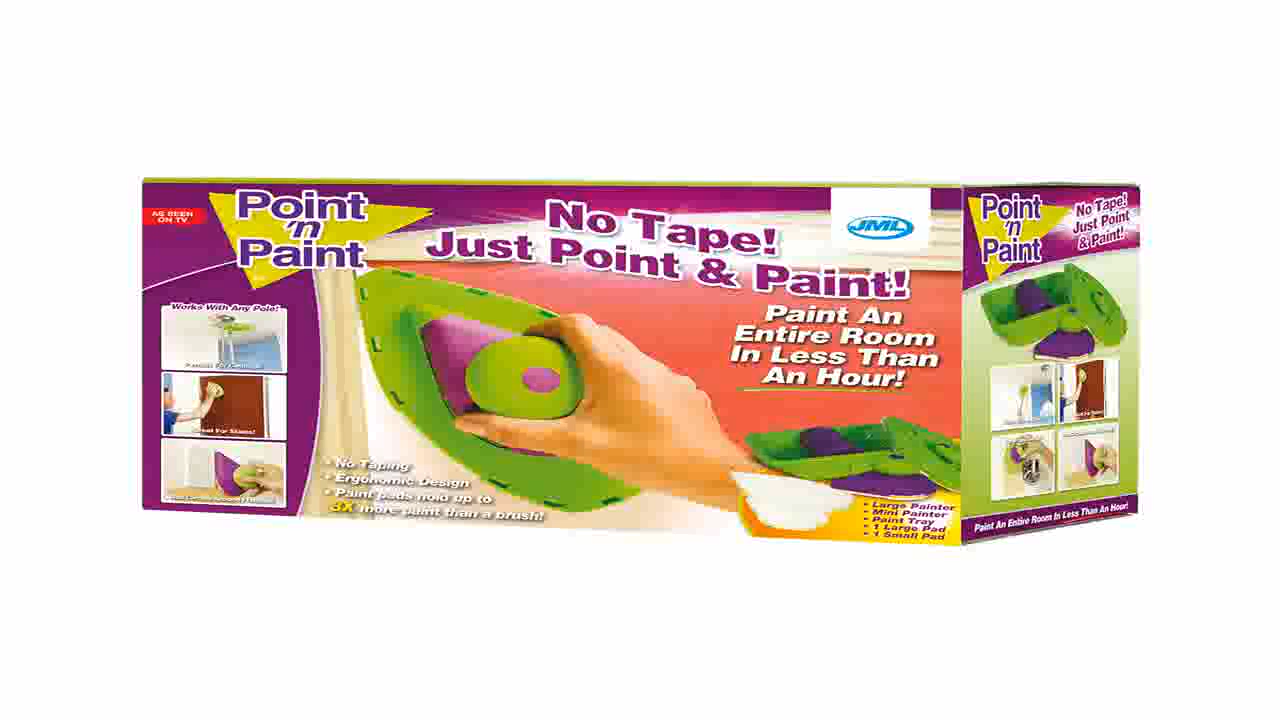 AS SEEN
ON TV
Point
'n
Paint
No Tape!
Just Point & Paint!
JML
Paint An
Entire Room
In Less Than
An Hour!
Works With Any Pole!
Great For Stains!
• No Taping
• Ergonomic Design
• Paint pads hold up to
3X more paint than a brush!
• Large Painter
• Mini Painter
• Paint Tray
• 1 Large Pad
• 1 Small Pad
Point
'n
Paint
No Tape!
Just Point
& Paint!
Paint An Entire Room In Less Than An Hour!